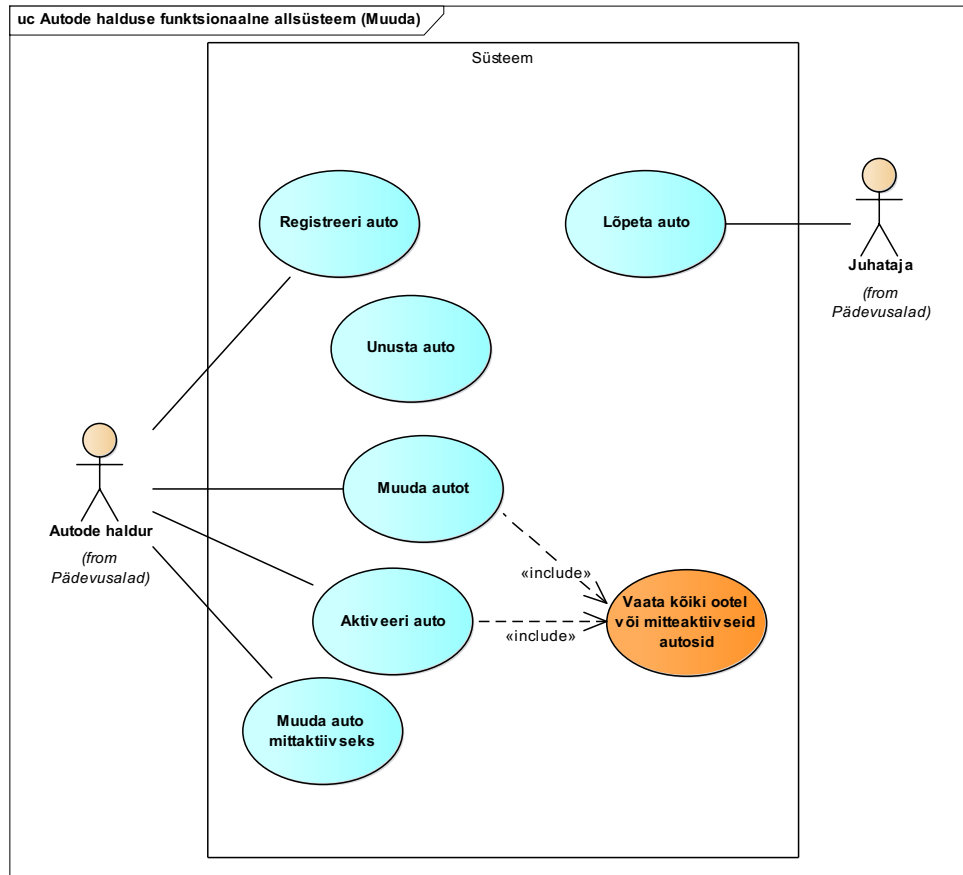 uc Autode halduse funktsionaalne allsüsteem (Muuda)
Süsteem
Registreeri auto
Lõpeta auto
Juhataja
(from
Pädevusalad)
Unusta auto
Autode haldur
(from
Pädevusalad)
Muuda autot
«include»
Aktiveeri auto
«include»
Vaata kõiki ootel
või mitteaktiivseid
autosid
Muuda auto
mittaktiivseks